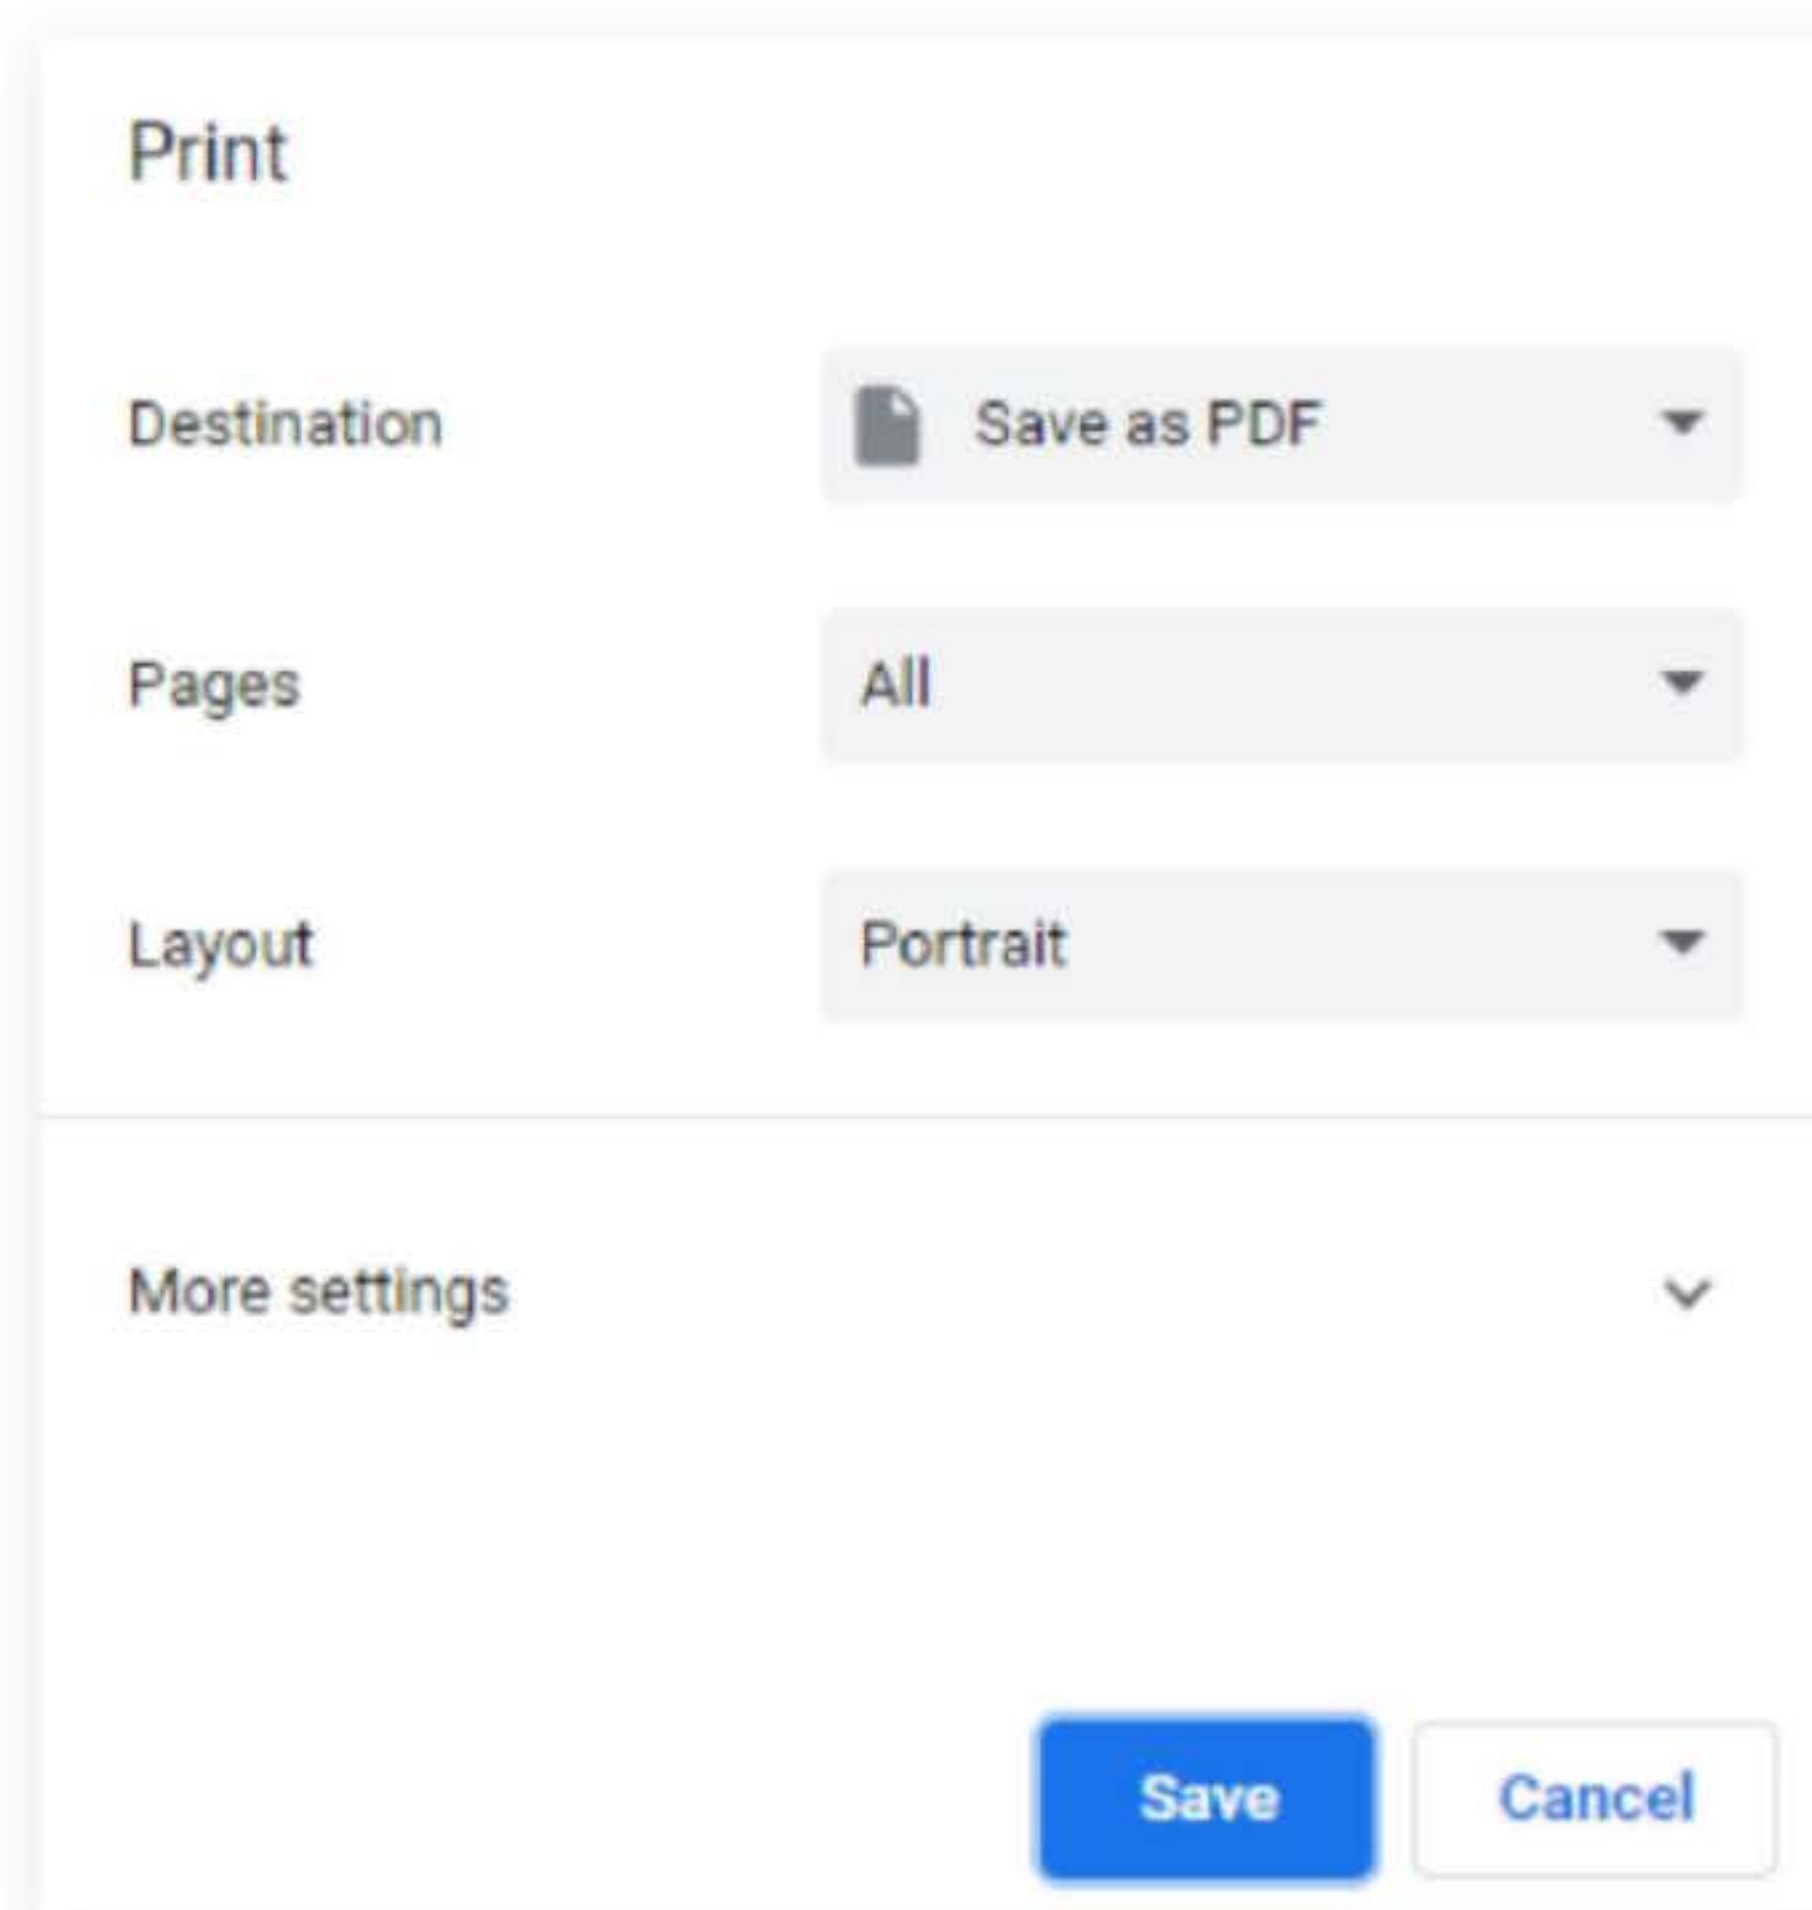 Print
Destination Save as PDF
Pages All
Layout Portrait
More settings
Save Cancel